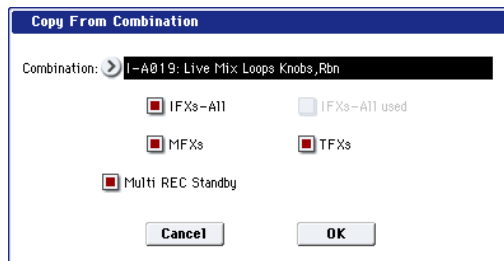 Copy From Combination
Combination: I-A019: Live Mix Loops Knobs,Rbn
IFXs-All IFXs-All used
MFXs TFXs
Multi REC Standby
Cancel OK